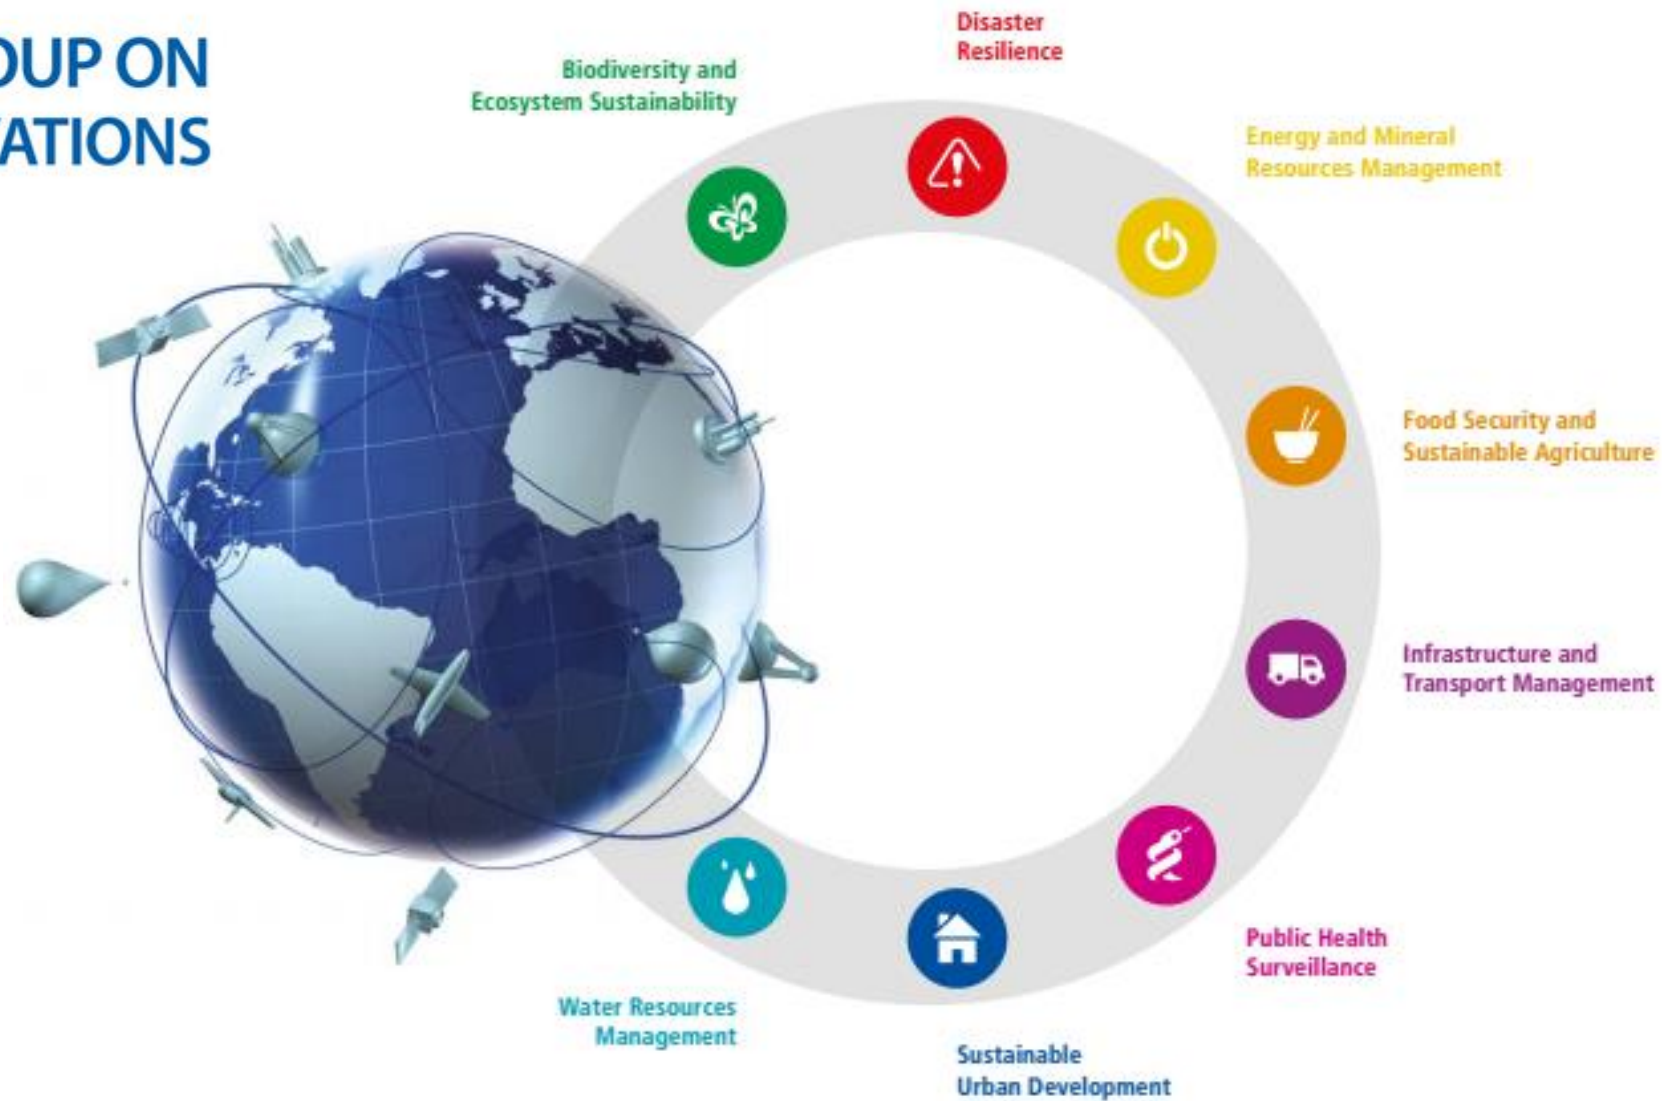 OUP ON
VATIONS
Disaster
Resilience
Biodiversity and
Ecosystem Sustainability
Energy and Mineral
Resources Management
Food Security and
Sustainable Agriculture
Infrastructure and
Transport Management
Public Health
Surveillance
Sustainable
Urban Development
Water Resources
Management